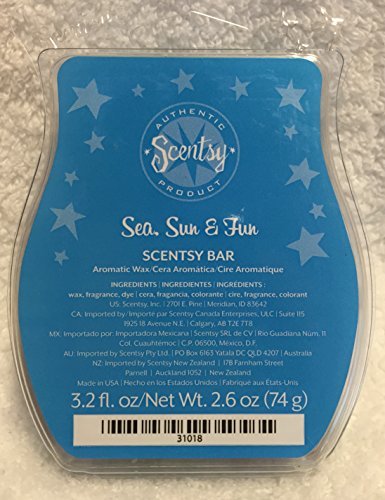 AUTHENTIC
Scentsy
PRODUCT
Sea, Sun & Fun
SCENTSY BAR
Aromatic Wax/Cera Aromática/Cire Aromatique
INGREDIENTS | INGREDIENTES | INGRÉDIENTS :
wax, fragrance, dye | cera, fragancia, colorante | cire, fragrance, colorant
US: Scentsy, Inc. | 2701 E. Pine | Meridian, ID 83642
CA: Imported by / Importé par Scentsy Canada Enterprises, ULC | Suite 115
1925 18 Avenue N.E. | Calgary, AB T2E 7T8
MX: Importado por: Importadora Mexicana | Scentsy SRL de CV | Rio Guadiana Núm. 11
Col. Cuauhtémoc | C.P. 06500, México, D.F.
AU: Imported by Scentsy Pty Ltd. | PO Box 6163 Yatala DC QLD 4207 | Australia
NZ: Imported by Scentsy New Zealand | 17B Farnham Street
Parnell | Auckland 1052 | New Zealand
Made in USA | Hecho en los Estados Unidos | Fabriqué aux États-Unis
3.2 fl. oz/Net Wt. 2.6 oz (74 g)
31018